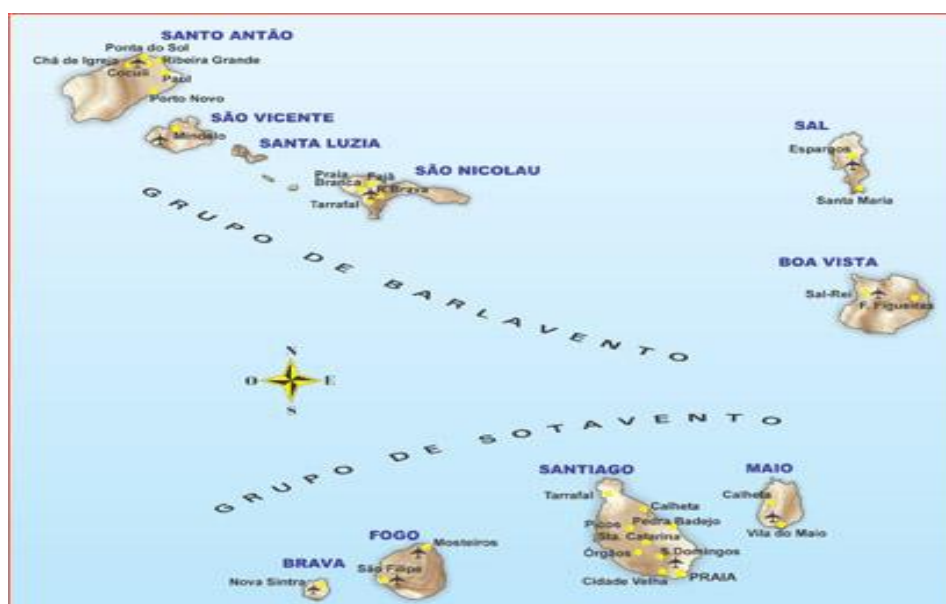 SANTO ANTÃO
Ponta do Sol
Chá de Igreja
Ribeira Grande
Coculi
Paúl
Porto Novo
SÃO VICENTE
Mindelo
SANTA LUZIA
SÃO NICOLAU
Praia
Branca
Fajã
R. Brava
Tarrafal
SAL
Espargos
Santa Maria
BOA VISTA
Sal-Rei
F. Figueiras
GRUPO DE BARLAVENTO
N
O
E
S
GRUPO DE SOTAVENTO
SANTIAGO
Tarrafal
Calheta
Picos
Pedra Badejo
Sta. Catarina
Órgãos
S.Domingos
Cidade Velha
PRAIA
MAIO
Calheta
Vila do Maio
FOGO
Mosteiros
São Filipe
BRAVA
Nova Sintra